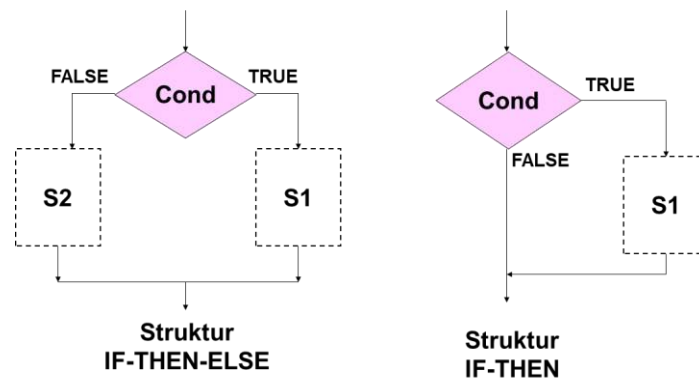 FALSE
TRUE
Cond
S2
S1
Struktur
IF-THEN-ELSE
TRUE
Cond
FALSE
S1
Struktur
IF-THEN